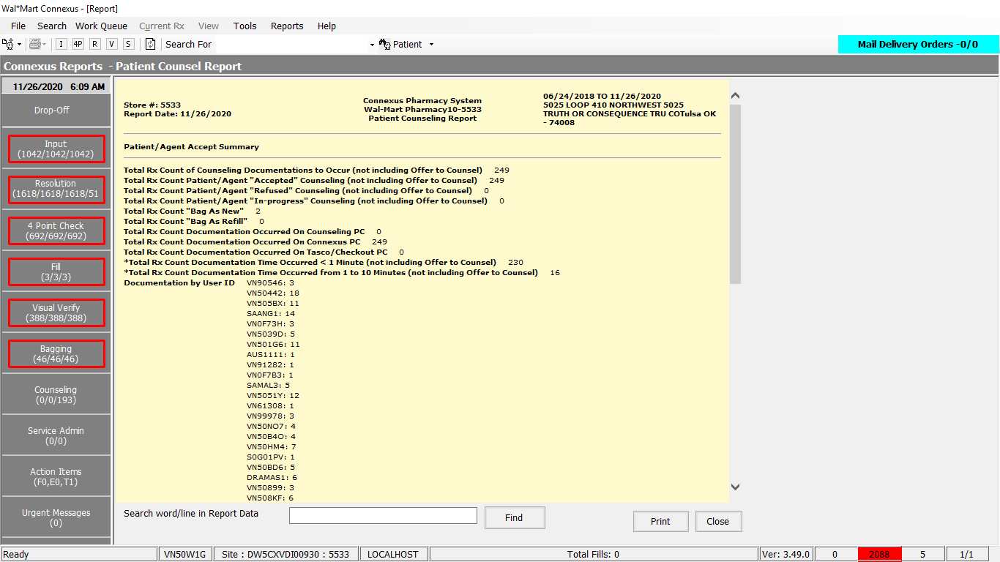 Wal*Mart Connexus - [Report]
File Search Work Queue Current Rx View Tools Reports Help
I 4P R V S Search For Patient
Mail Delivery Orders -0/0
Connexus Reports - Patient Counsel Report
11/26/2020 6:09 AM
Drop-Off
Input
(1042/1042/1042)
Resolution
(1618/1618/1618/51
4 Point Check
(692/692/692)
Fill
(3/3/3)
Visual Verify
(388/388/388)
Bagging
(46/46/46)
Counseling
(0/0/193)
Service Admin
(0/0)
Action Items
(F0,E0,T1)
Urgent Messages
(0)
Store #: 5533
Report Date: 11/26/2020
Connexus Pharmacy System
Wal-Mart Pharmacy10-5533
Patient Counseling Report
06/24/2018 TO 11/26/2020
5025 LOOP 410 NORTHWEST 5025
TRUTH OR CONSEQUENCE TRU COTulsa OK
- 74008
Patient/Agent Accept Summary
Total Rx Count of Counseling Documentations to Occur (not including Offer to Counsel) 249
Total Rx Count Patient/Agent "Accepted" Counseling (not including Offer to Counsel) 249
Total Rx Count Patient/Agent "Refused" Counseling (not including Offer to Counsel) 0
Total Rx Count Patient/Agent "In-progress" Counseling (not including Offer to Counsel) 0
Total Rx Count "Bag As New" 2
Total Rx Count "Bag As Refill" 0
Total Rx Count Documentation Occurred On Counseling PC 0
Total Rx Count Documentation Occurred On Connexus PC 249
Total Rx Count Documentation Occurred On Tasco/Checkout PC 0
*Total Rx Count Documentation Time Occurred < 1 Minute (not including Offer to Counsel) 230
*Total Rx Count Documentation Time Occurred from 1 to 10 Minutes (not including Offer to Counsel) 16
Documentation by User ID VN90546: 3
VN50442: 18
VN505BX: 11
SAANG1: 14
VN0F73H: 3
VN5039D: 5
VN501G6: 11
AUS1111: 1
VN91282: 1
VN0F7B3: 1
SAMAL3: 5
VN5051Y: 12
VN61308: 1
VN99978: 3
VN50NO7: 4
VN50B4O: 4
VN50HM4: 7
S0G01PV: 1
VN50BD6: 5
DRAMAS1: 6
VN50899: 3
VN508KF: 6
Search word/line in Report Data Find Print Close
Ready VN50W1G Site : DW5CXVDI00930 : 5533 LOCALHOST Total Fills: 0 Ver: 3.49.0 0 2088 5 1/1